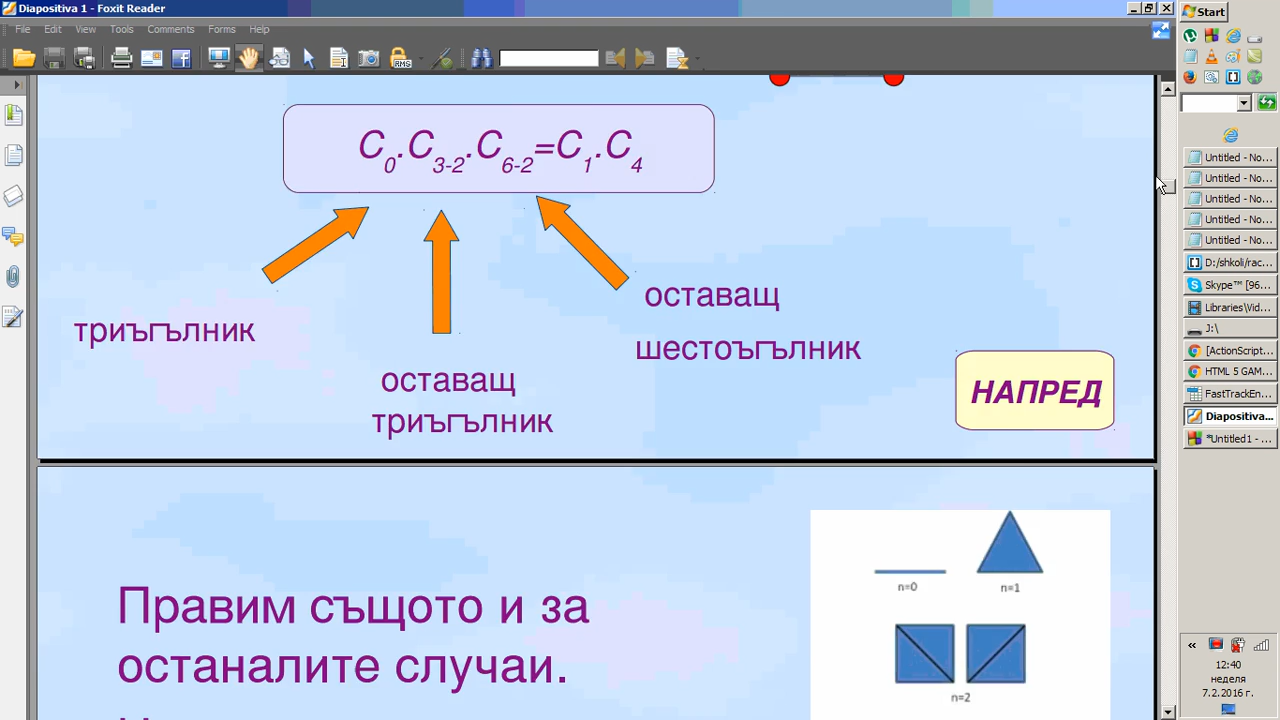 Diapositiva 1 - Foxit Reader
File Edit View Tools Comments Forms Help
RMS
C0.C3-2.C6-2=C1.C4
триъгълник
оставащ
триъгълник
оставащ
шестоъгълник
НАПРЕД
Правим същото и за
останалите случаи.
n=0
n=1
n=2
Start
Untitled - No...
Untitled - No...
Untitled - No...
Untitled - No...
Untitled - No...
D:/shkoli/rac...
Skype™ [96...
Libraries\Vid...
J:\
[ActionScript...
HTML 5 GAM...
FastTrackEn...
Diapositiva...
*Untitled1 - ...
12:40
неделя
7.2.2016 г.